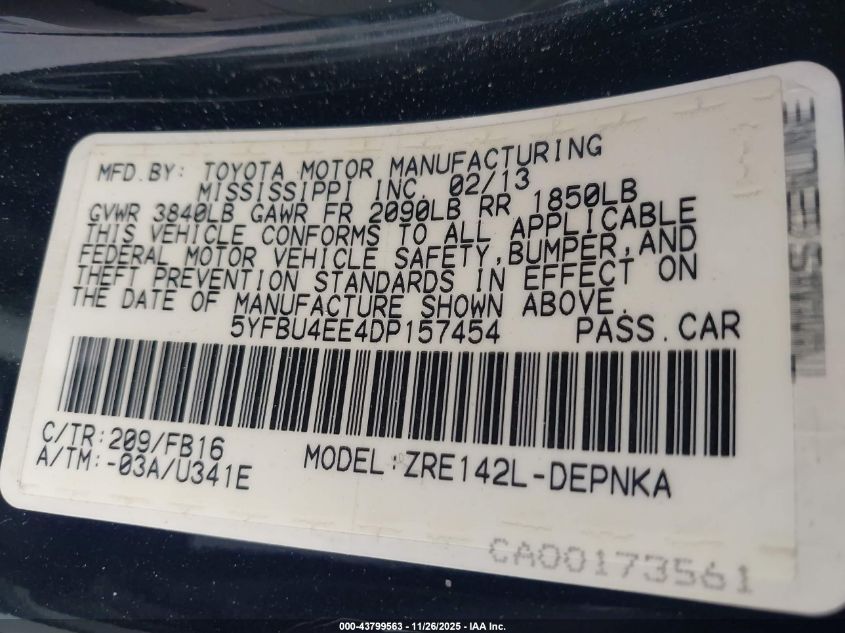 MFD.BY: TOYOTA MOTOR MANUFACTURING
MISSISSIPPI INC. 02/13
GVWR 3840LB GAWR FR 2090LB RR 1850LB
THIS VEHICLE CONFORMS TO ALL APPLICABLE
FEDERAL MOTOR VEHICLE SAFETY,BUMPER,AND
THEFT PREVENTION STANDARDS IN EFFECT ON
THE DATE OF MANUFACTURE SHOWN ABOVE.
5YFBU4EE4DP157454 PASS.CAR
C/TR:209/FB16
A/TM:-03A/U341E
MODEL:ZRE142L-DEPNKA
CA00173561
000-43799563 - 11/26/2025 - IAA Inc.